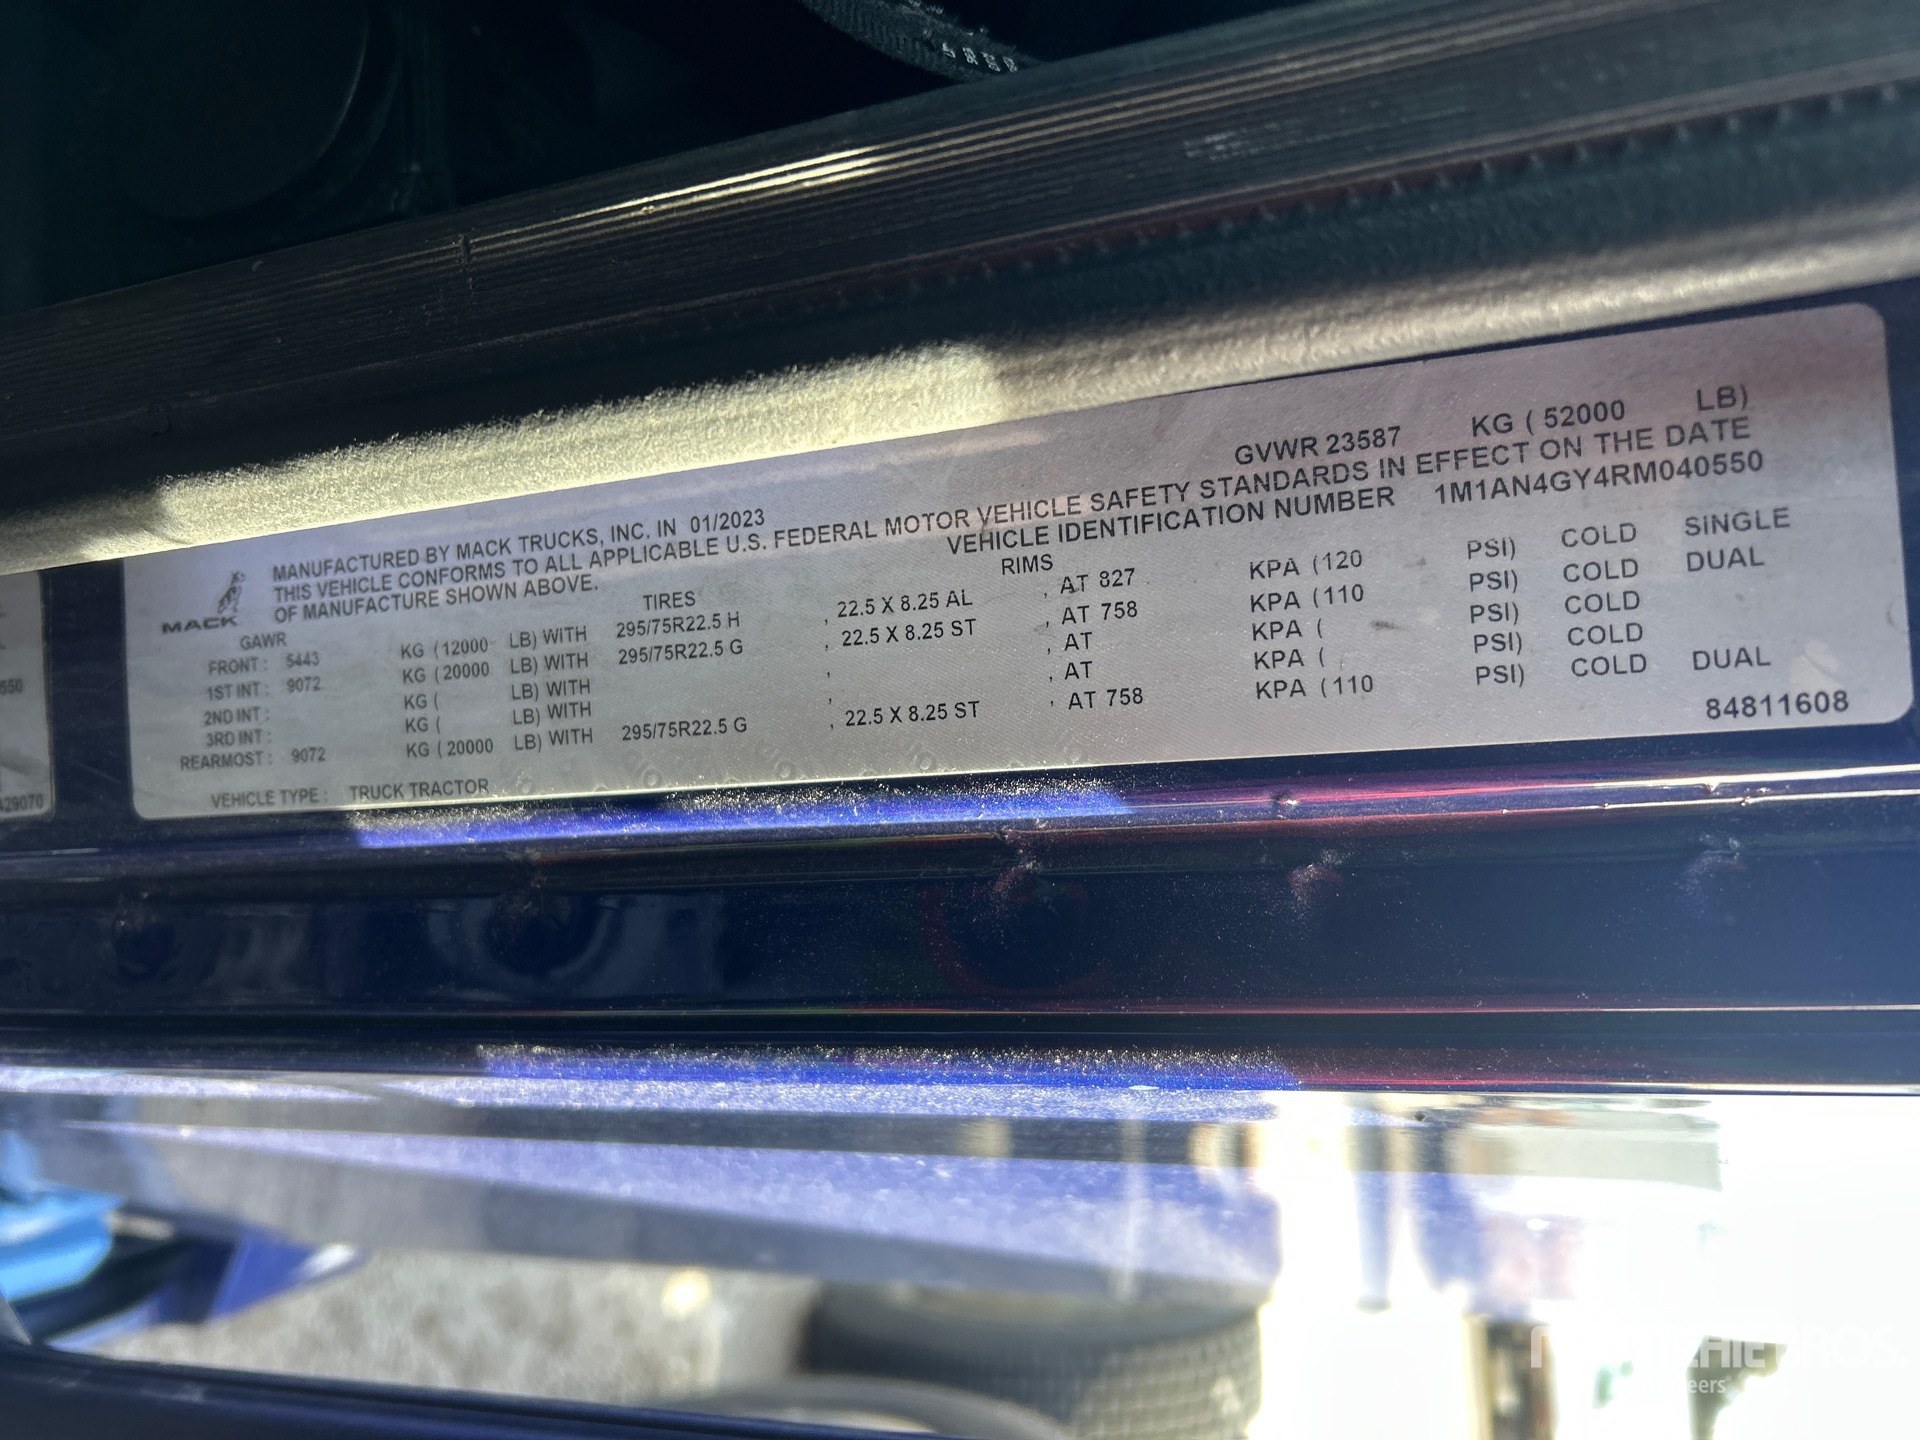 GVWR 23587 KG ( 52000 LB)
MANUFACTURED BY MACK TRUCKS, INC. IN 01/2023
THIS VEHICLE CONFORMS TO ALL APPLICABLE U.S. FEDERAL MOTOR VEHICLE SAFETY STANDARDS IN EFFECT ON THE DATE
OF MANUFACTURE SHOWN ABOVE. VEHICLE IDENTIFICATION NUMBER 1M1AN4GY4RM040550
MACK
GAWR TIRES RIMS
FRONT : 5443 KG ( 12000 LB) WITH 295/75R22.5 H , 22.5 X 8.25 AL , AT 827 KPA (120 PSI) COLD SINGLE
1ST INT : 9072 KG ( 20000 LB) WITH 295/75R22.5 G , 22.5 X 8.25 ST , AT 758 KPA (110 PSI) COLD DUAL
2ND INT : KG ( LB) WITH , , AT KPA ( PSI) COLD
3RD INT : KG ( LB) WITH , , AT KPA ( PSI) COLD
REARMOST : 9072 KG ( 20000 LB) WITH 295/75R22.5 G , 22.5 X 8.25 ST , AT 758 KPA (110 PSI) COLD DUAL
VEHICLE TYPE : TRUCK TRACTOR 84811608
550
29070